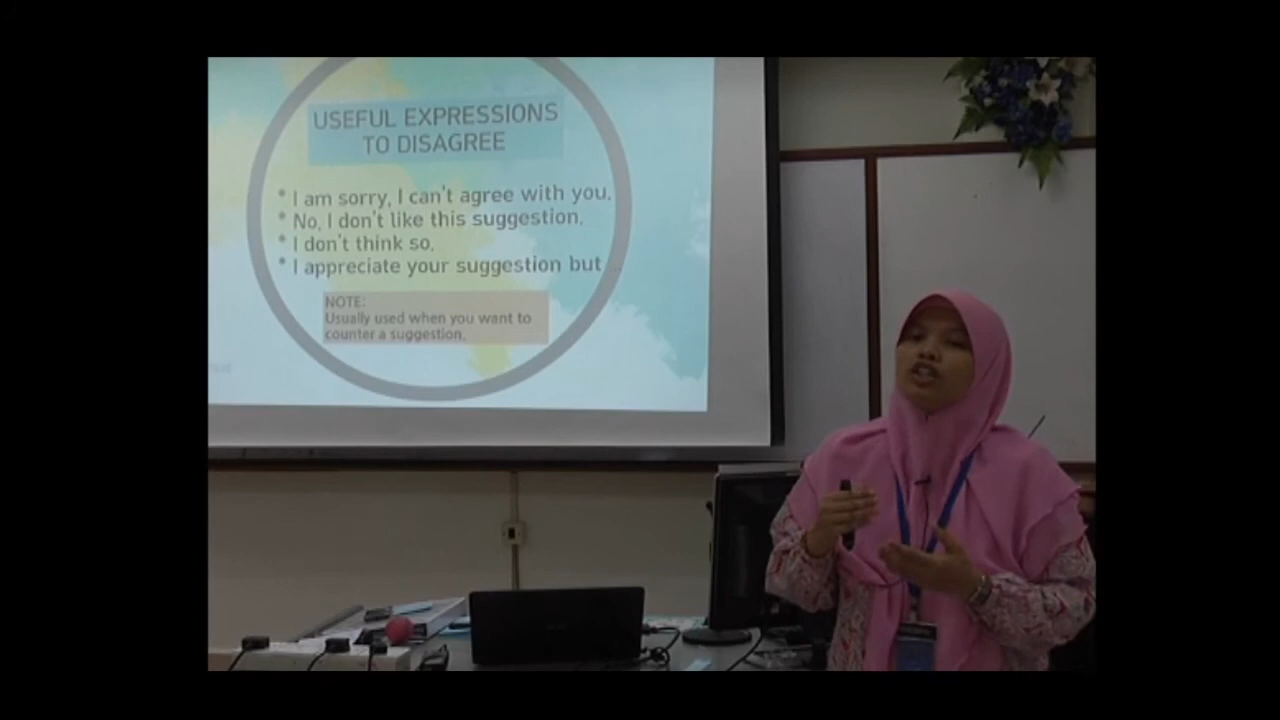 USEFUL EXPRESSIONS
TO DISAGREE
* I am sorry, I can't agree with you.
* No, I don't like this suggestion.
* I don't think so.
* I appreciate your suggestion but ...
NOTE:
Usually used when you want to
counter a suggestion.